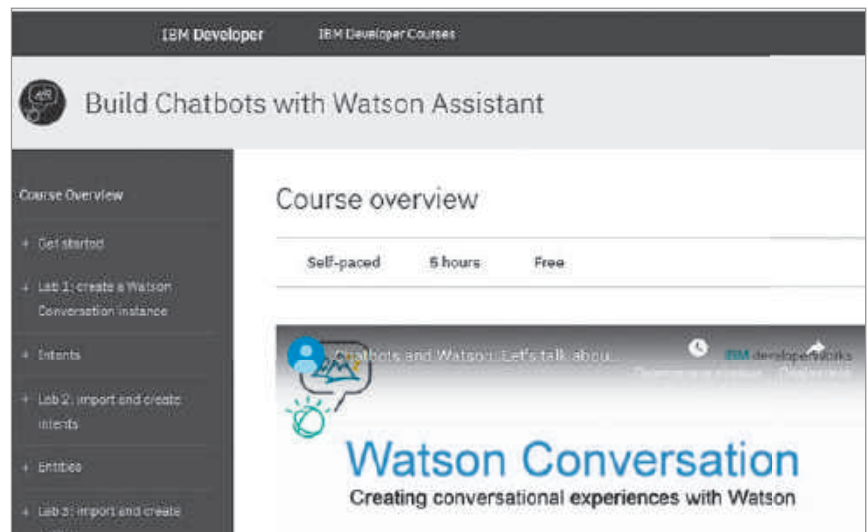 IBM Developer
IBM Developer Courses
Build Chatbots with Watson Assistant
Course Overview
+ Get started
+ Lab 1: create a Watson
Conversation instance
+ Intents
+ Lab 2: import and create
intents
+ Entities
+ Lab 3: import and create
Course overview
Self-paced
6 hours
Free
Chatbots and Watson: Let's talk abou...
IBM developerWorks
Watson Conversation
Creating conversational experiences with Watson